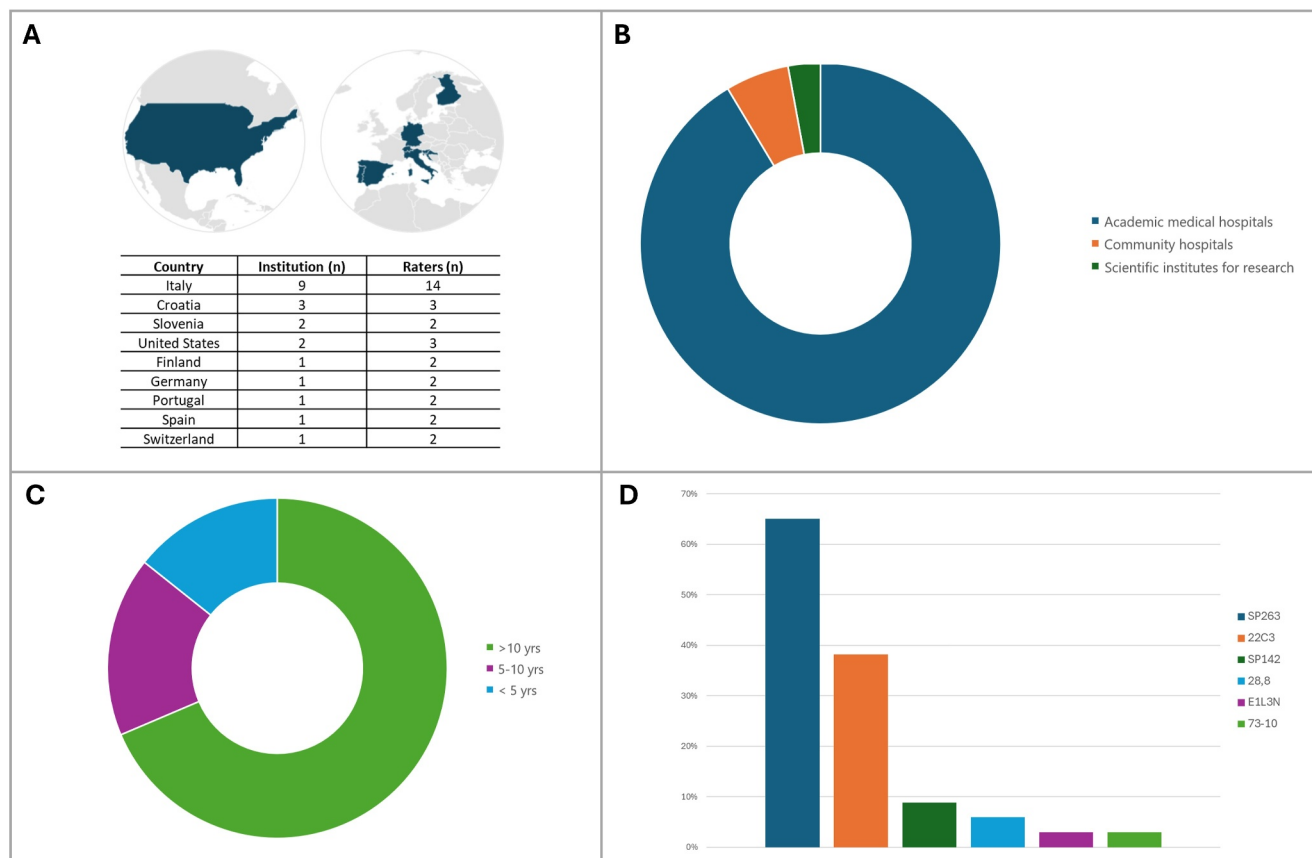 A
Country Institution (n) Raters (n)
Italy 9 14
Croatia 3 3
Slovenia 2 2
United States 2 3
Finland 1 2
Germany 1 2
Portugal 1 2
Spain 1 2
Switzerland 1 2
B
Academic medical hospitals
Community hospitals
Scientific institutes for research
C
>10 yrs
5-10 yrs
< 5 yrs
D
70%
60%
50%
40%
30%
20%
10%
0%
SP263
22C3
SP142
28,8
E1L3N
73-10